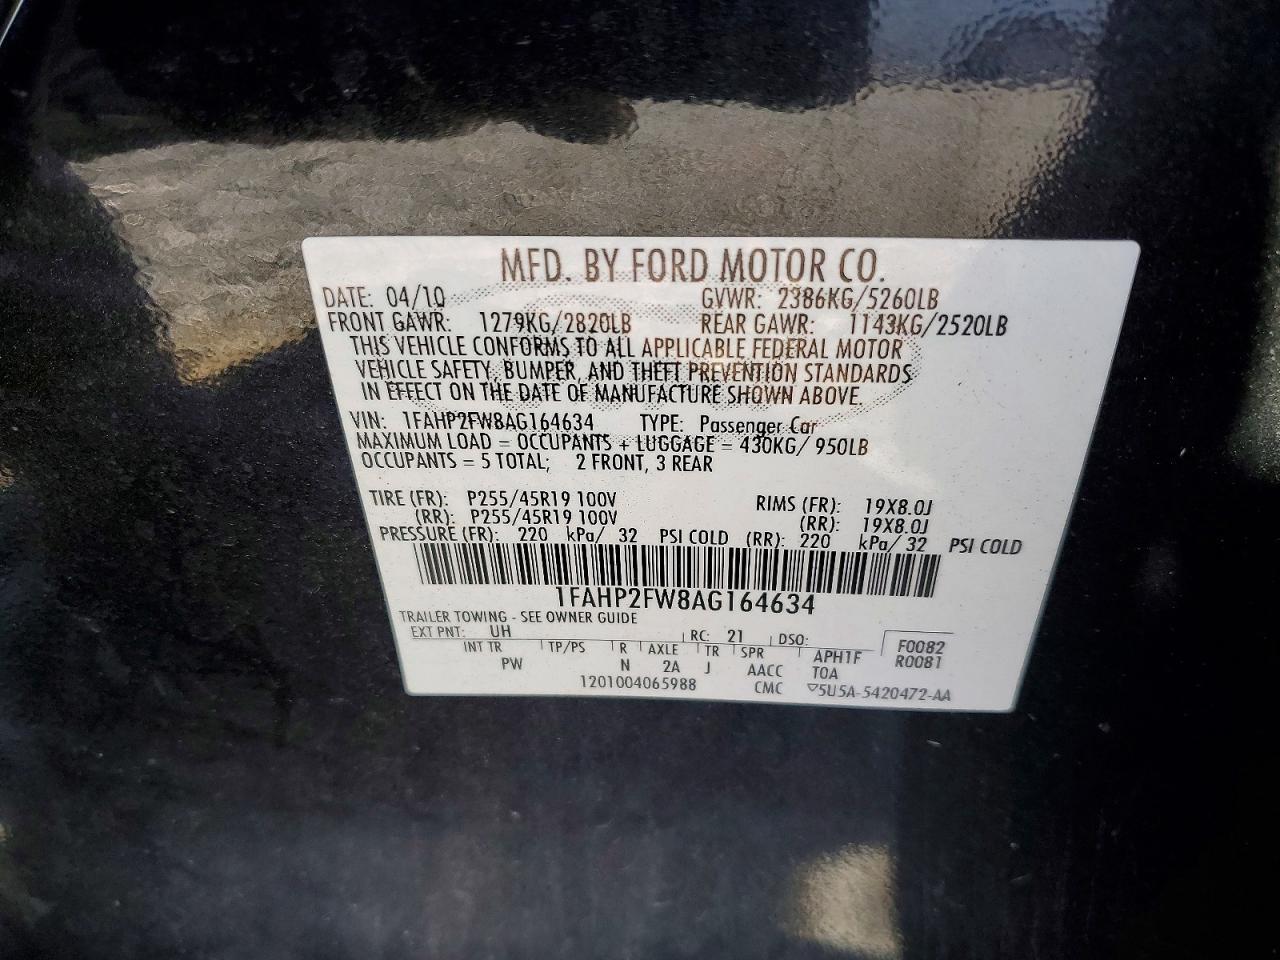 MFD. BY FORD MOTOR CO.
DATE: 04/10 GVWR: 2386KG/5260LB
FRONT GAWR: 1279KG/2820LB REAR GAWR: 1143KG/2520LB
THIS VEHICLE CONFORMS TO ALL APPLICABLE FEDERAL MOTOR
VEHICLE SAFETY, BUMPER, AND THEFT PREVENTION STANDARDS
IN EFFECT ON THE DATE OF MANUFACTURE SHOWN ABOVE.
VIN: 1FAHP2FW8AG164634 TYPE: Passenger Car
MAXIMUM LOAD = OCCUPANTS + LUGGAGE = 430KG/ 950LB
OCCUPANTS = 5 TOTAL; 2 FRONT, 3 REAR
TIRE (FR): P255/45R19 100V RIMS (FR): 19X8.0J
(RR): P255/45R19 100V (RR): 19X8.0J
PRESSURE (FR): 220 kPa/ 32 PSI COLD (RR): 220 kPa/ 32 PSI COLD
1FAHP2FW8AG164634
TRAILER TOWING - SEE OWNER GUIDE
EXT PNT: UH RC: 21 DSO: F0082
INT TR TP/PS R AXLE TR SPR APH1F R0081
PW N 2A J AACC TOA
1201004065988 CMC ▽5U5A-5420472-AA